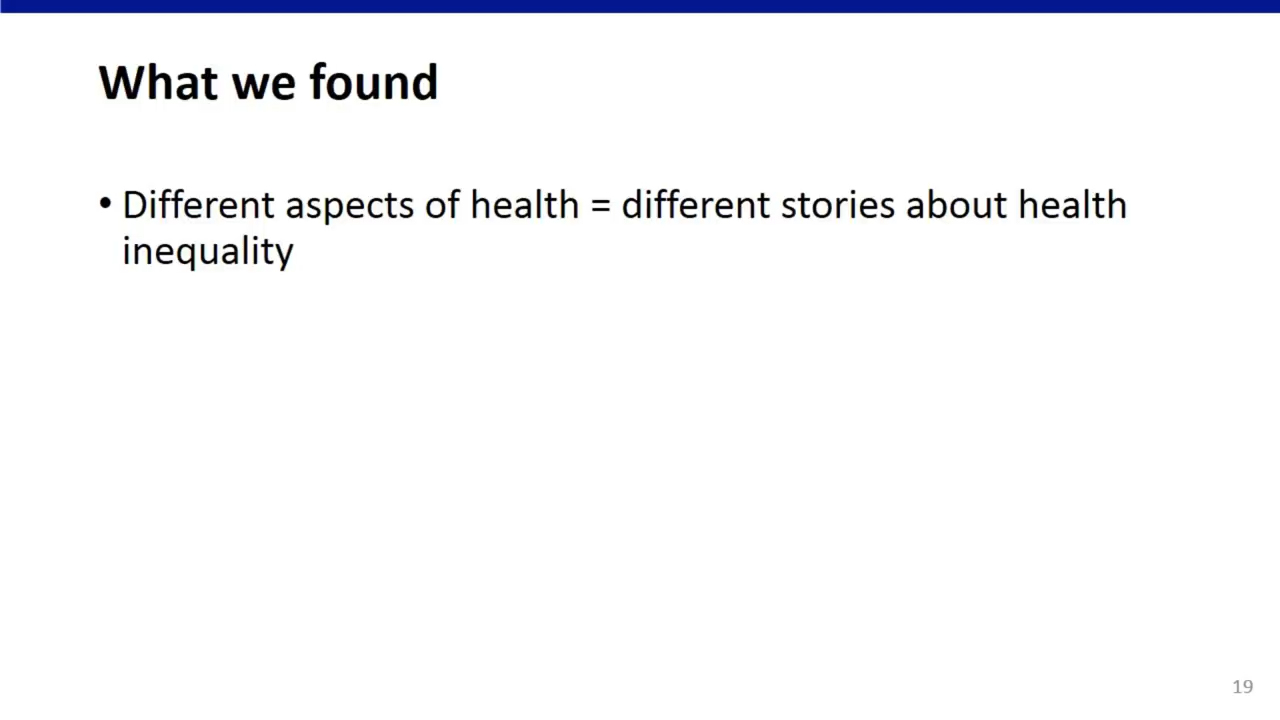 What we found
• Different aspects of health = different stories about health
inequality
19